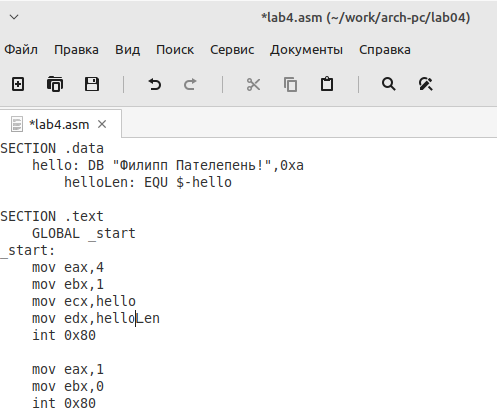 *lab4.asm (~/work/arch-pc/lab04)
Файл Правка Вид Поиск Сервис Документы Справка
*lab4.asm ×
SECTION .data
    hello: DB "Филипп Пателепень!",0xa
        helloLen: EQU $-hello

SECTION .text
    GLOBAL _start
_start:
    mov eax,4
    mov ebx,1
    mov ecx,hello
    mov edx,helloLen
    int 0x80

    mov eax,1
    mov ebx,0
    int 0x80